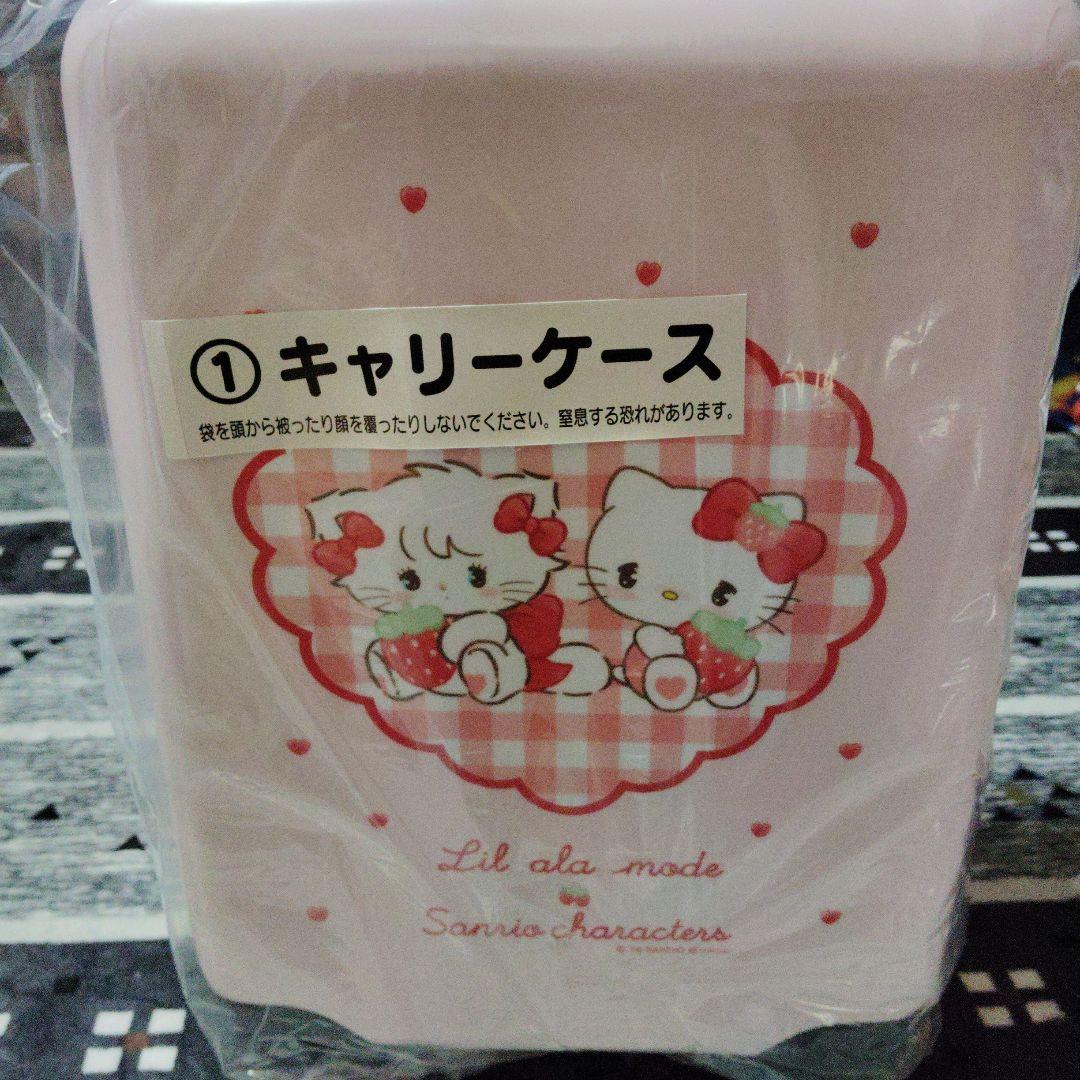 ①キャリーケース
袋を頭から被ったり顔を覆ったりしないでください。窒息する恐れがあります。
Lil ala mode
Sanrio characters